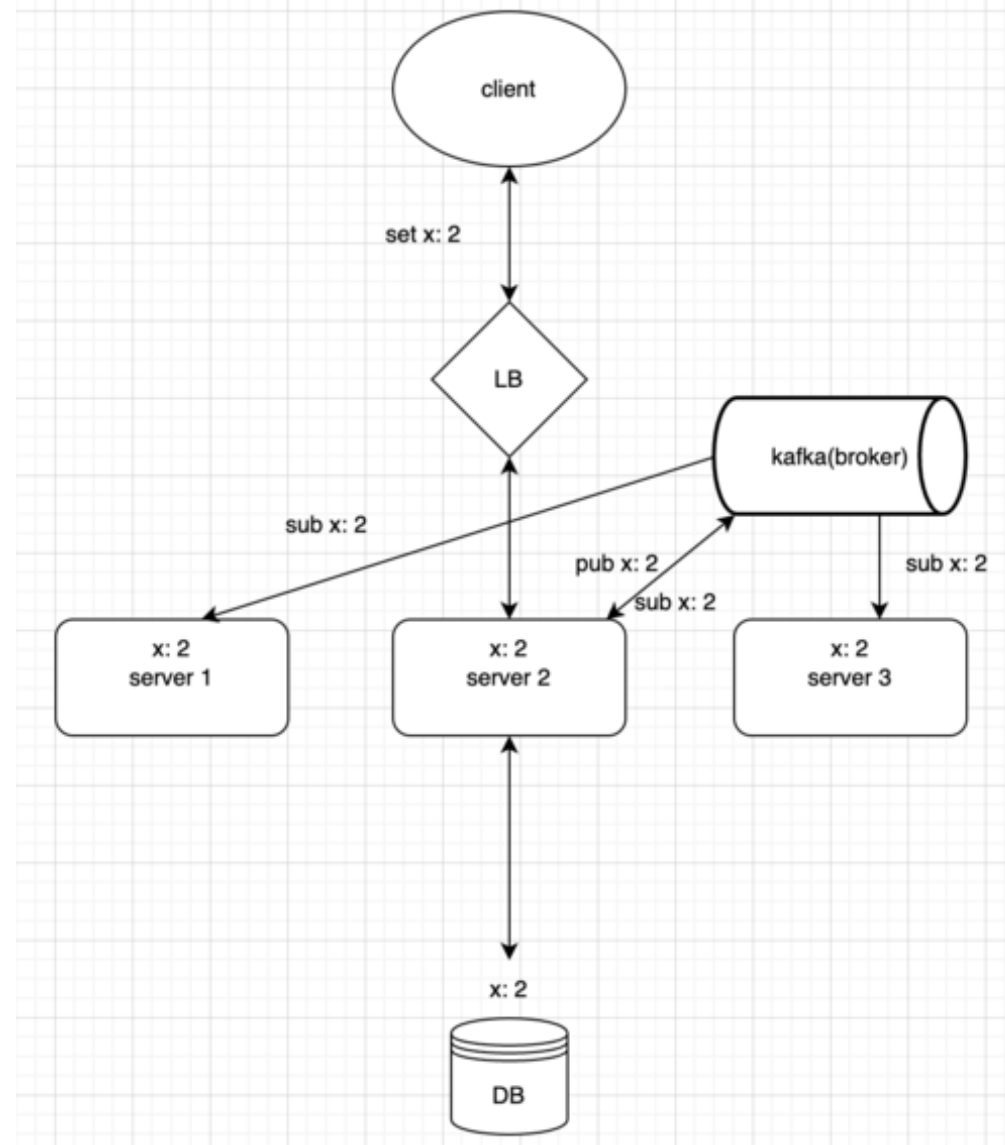 client
set x: 2
LB
kafka(broker)
sub x: 2
pub x: 2
sub x: 2
sub x: 2
x: 2
server 1
x: 2
server 2
x: 2
server 3
x: 2
DB